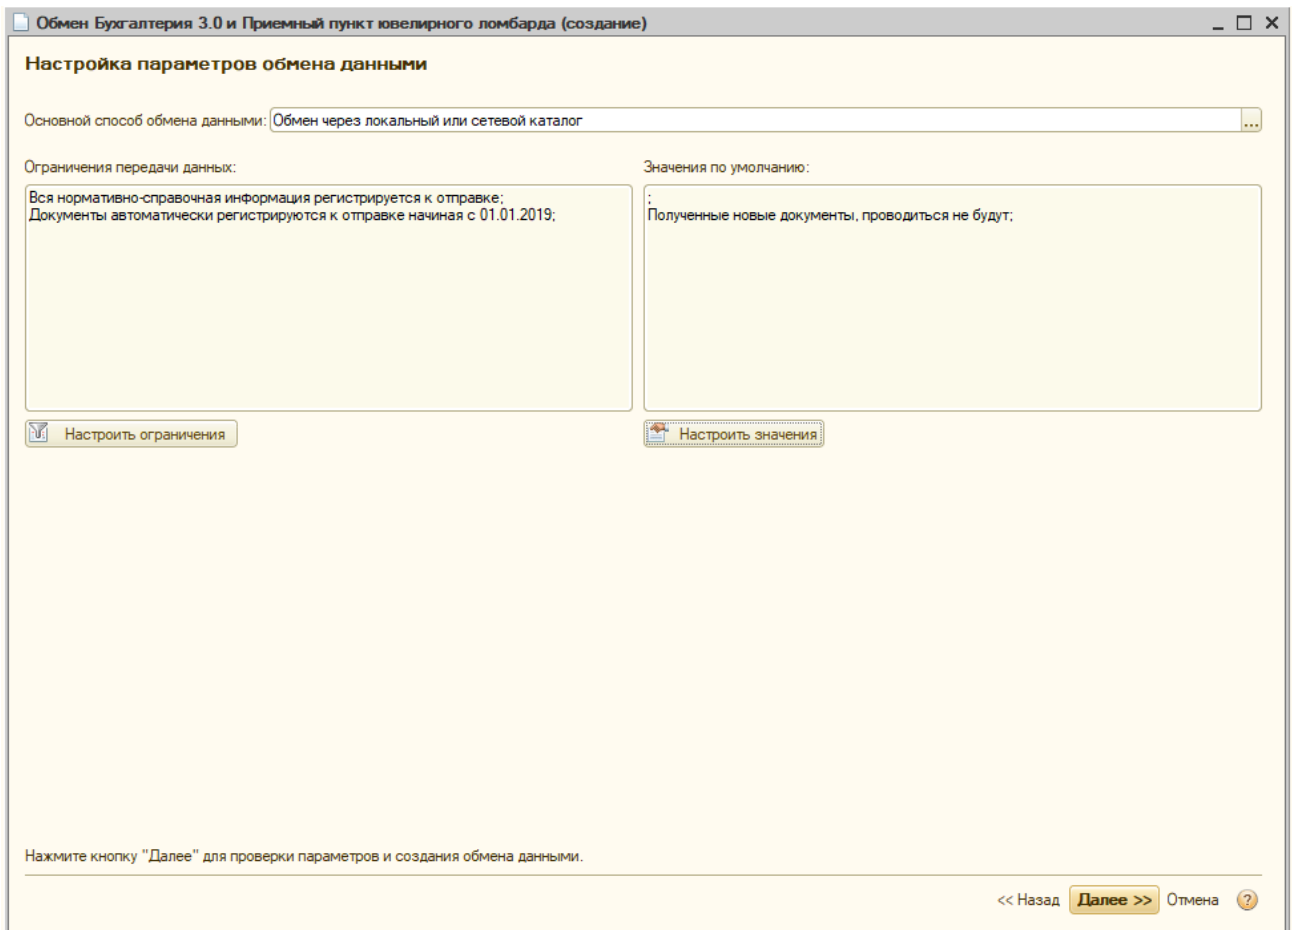 Обмен Бухгалтерия 3.0 и Приемный пункт ювелирного ломбарда (создание)
Настройка параметров обмена данными
Основной способ обмена данными: Обмен через локальный или сетевой каталог ...
Ограничения передачи данных:
Вся нормативно-справочная информация регистрируется к отправке;
Документы автоматически регистрируются к отправке начиная с 01.01.2019;
Настроить ограничения
Значения по умолчанию:
;
Полученные новые документы, проводиться не будут;
Настроить значения
Нажмите кнопку "Далее" для проверки параметров и создания обмена данными.
<< Назад Далее >> Отмена ?